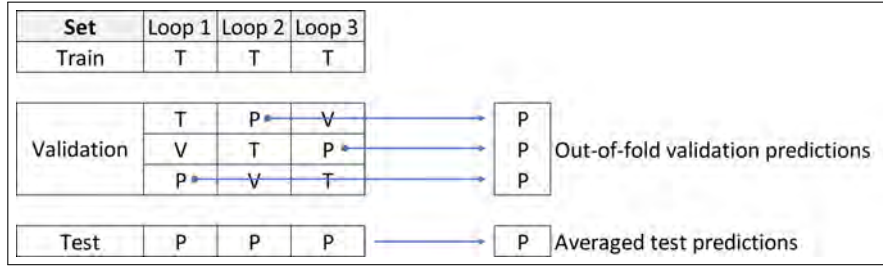 Set Loop 1 Loop 2 Loop 3
Train T T T
T P V P
Validation V T P P Out-of-fold validation predictions
P V T P
Test P P P P Averaged test predictions